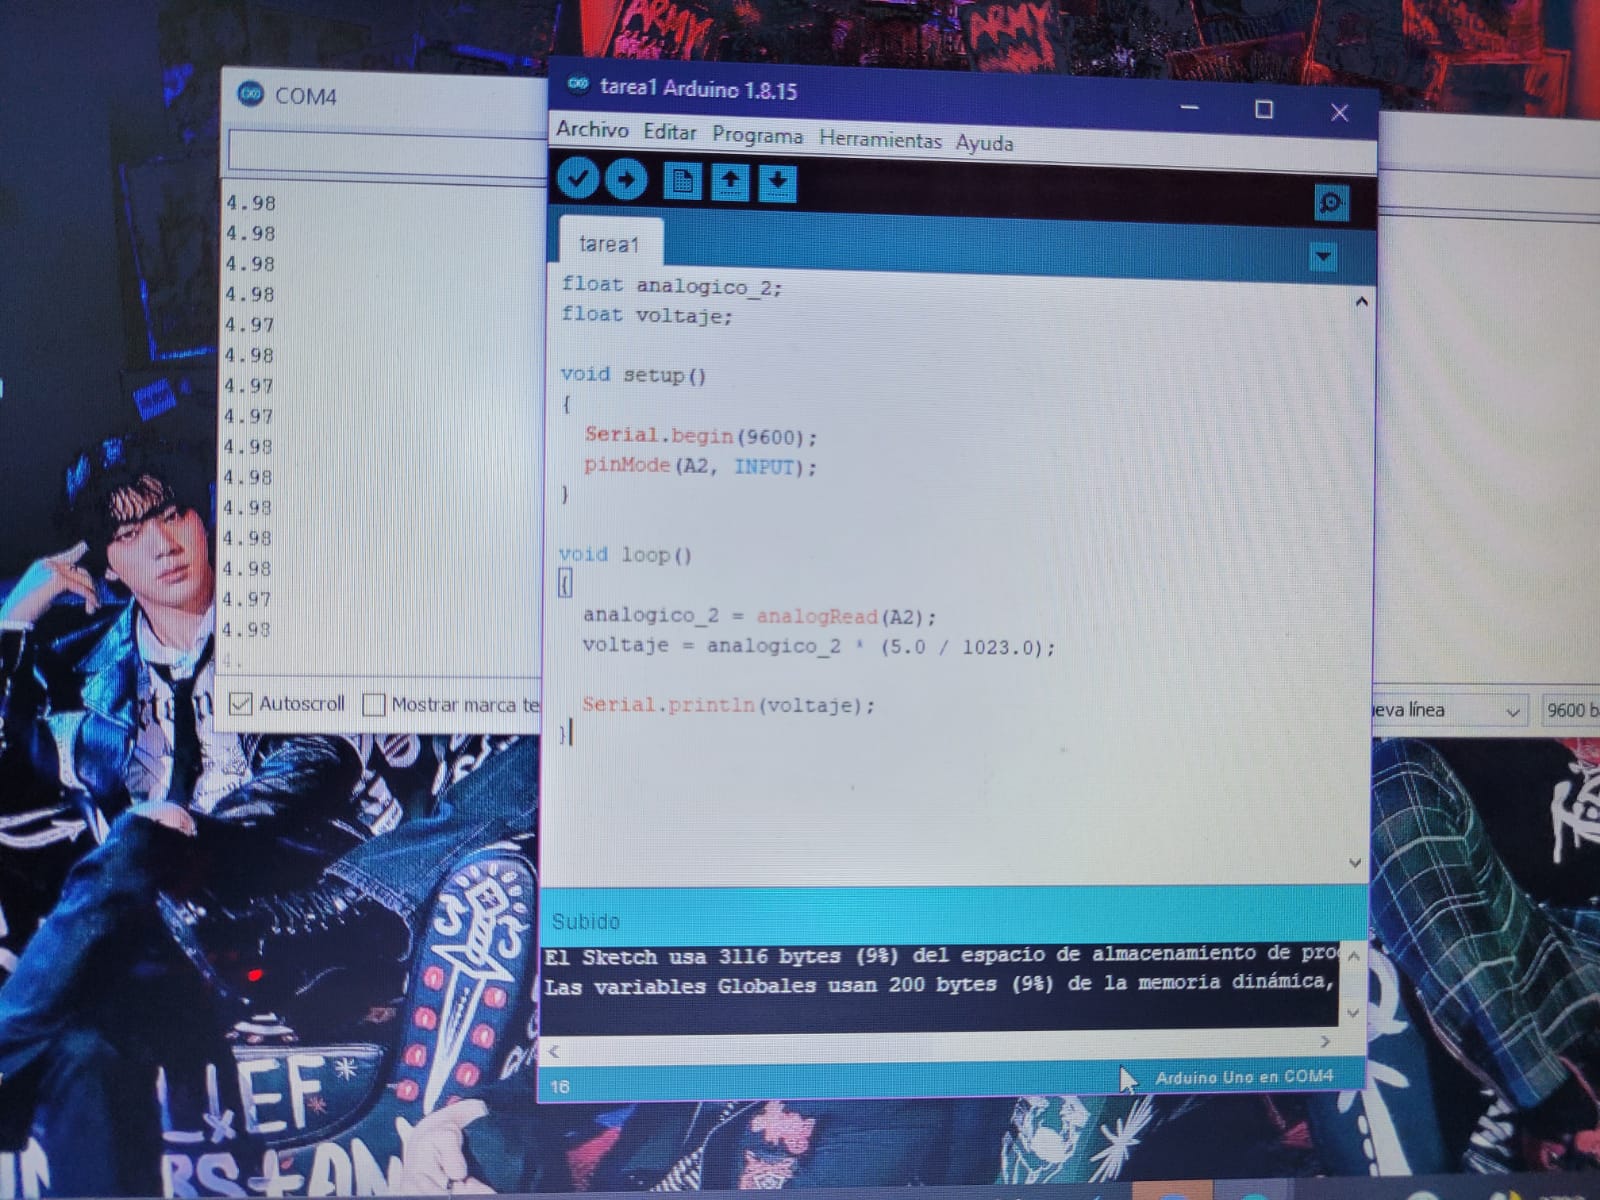 ARMY
ARMY
COM4
4.98
4.98
4.98
4.98
4.97
4.98
4.97
4.97
4.98
4.98
4.98
4.98
4.98
4.97
4.98
4.
Autoscroll
Mostrar marca te
tarea1 Arduino 1.8.15
Archivo Editar Programa Herramientas Ayuda
tarea1
float analogico_2;
float voltaje;
void setup()
{
Serial.begin(9600);
pinMode(A2, INPUT);
}
void loop()
{
analogico_2 = analogRead(A2);
voltaje = analogico_2 * (5.0 / 1023.0);
Serial.println(voltaje);
}
Subido
El Sketch usa 3116 bytes (9%) del espacio de almacenamiento de pro
Las variables Globales usan 200 bytes (9%) de la memoria dinámica,
16
Arduino Uno en COM4
eva línea
9600 b
LIEF